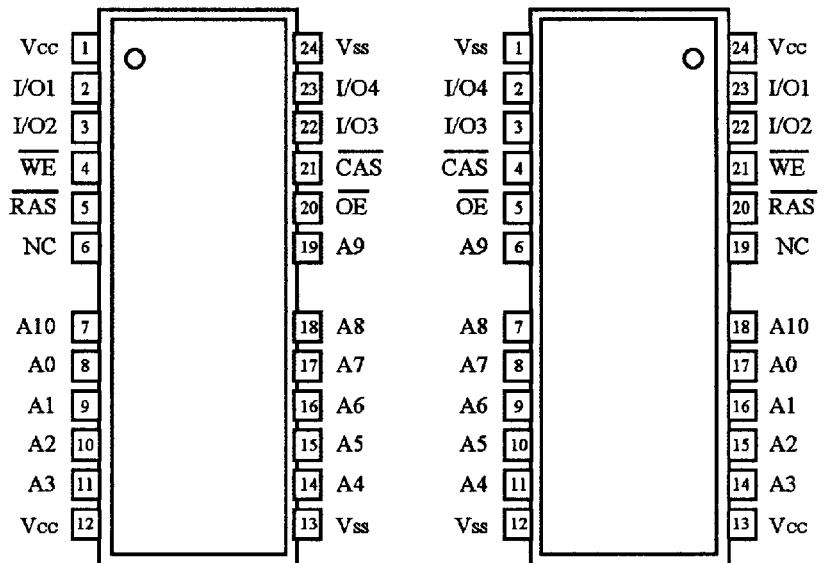 Vcc 1 24 Vss Vss 1 24 Vcc
I/O1 2 23 I/O4 I/O4 2 23 I/O1
I/O2 3 22 I/O3 I/O3 3 22 I/O2
WE 4 21 CAS CAS 4 21 WE
RAS 5 20 OE OE 5 20 RAS
NC 6 19 A9 A9 6 19 NC
A10 7 18 A8 A8 7 18 A10
A0 8 17 A7 A7 8 17 A0
A1 9 16 A6 A6 9 16 A1
A2 10 15 A5 A5 10 15 A2
A3 11 14 A4 A4 11 14 A3
Vcc 12 13 Vss Vss 12 13 Vcc